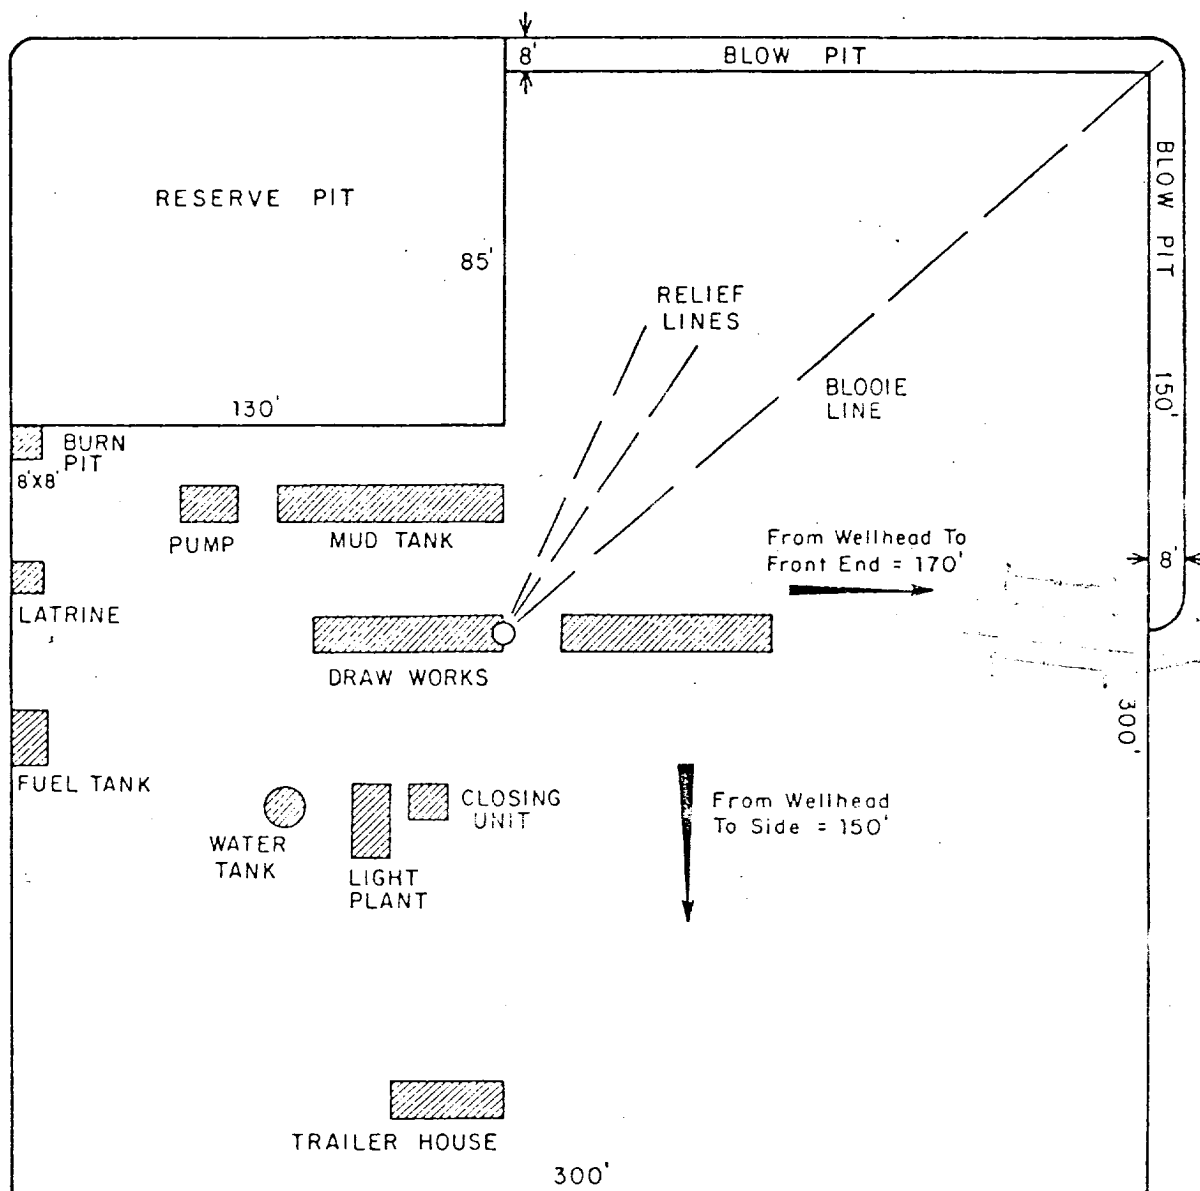 8'
BLOW PIT
RESERVE PIT
85'
130'
RELIEF
LINES
BLOOIE
LINE
BLOW PIT
150'
BURN
PIT
8'X8'
PUMP
MUD TANK
From Wellhead To
Front End = 170'
8'
LATRINE
DRAW WORKS
300'
FUEL TANK
WATER
TANK
LIGHT
PLANT
CLOSING
UNIT
From Wellhead
To Side = 150'
TRAILER HOUSE
300'